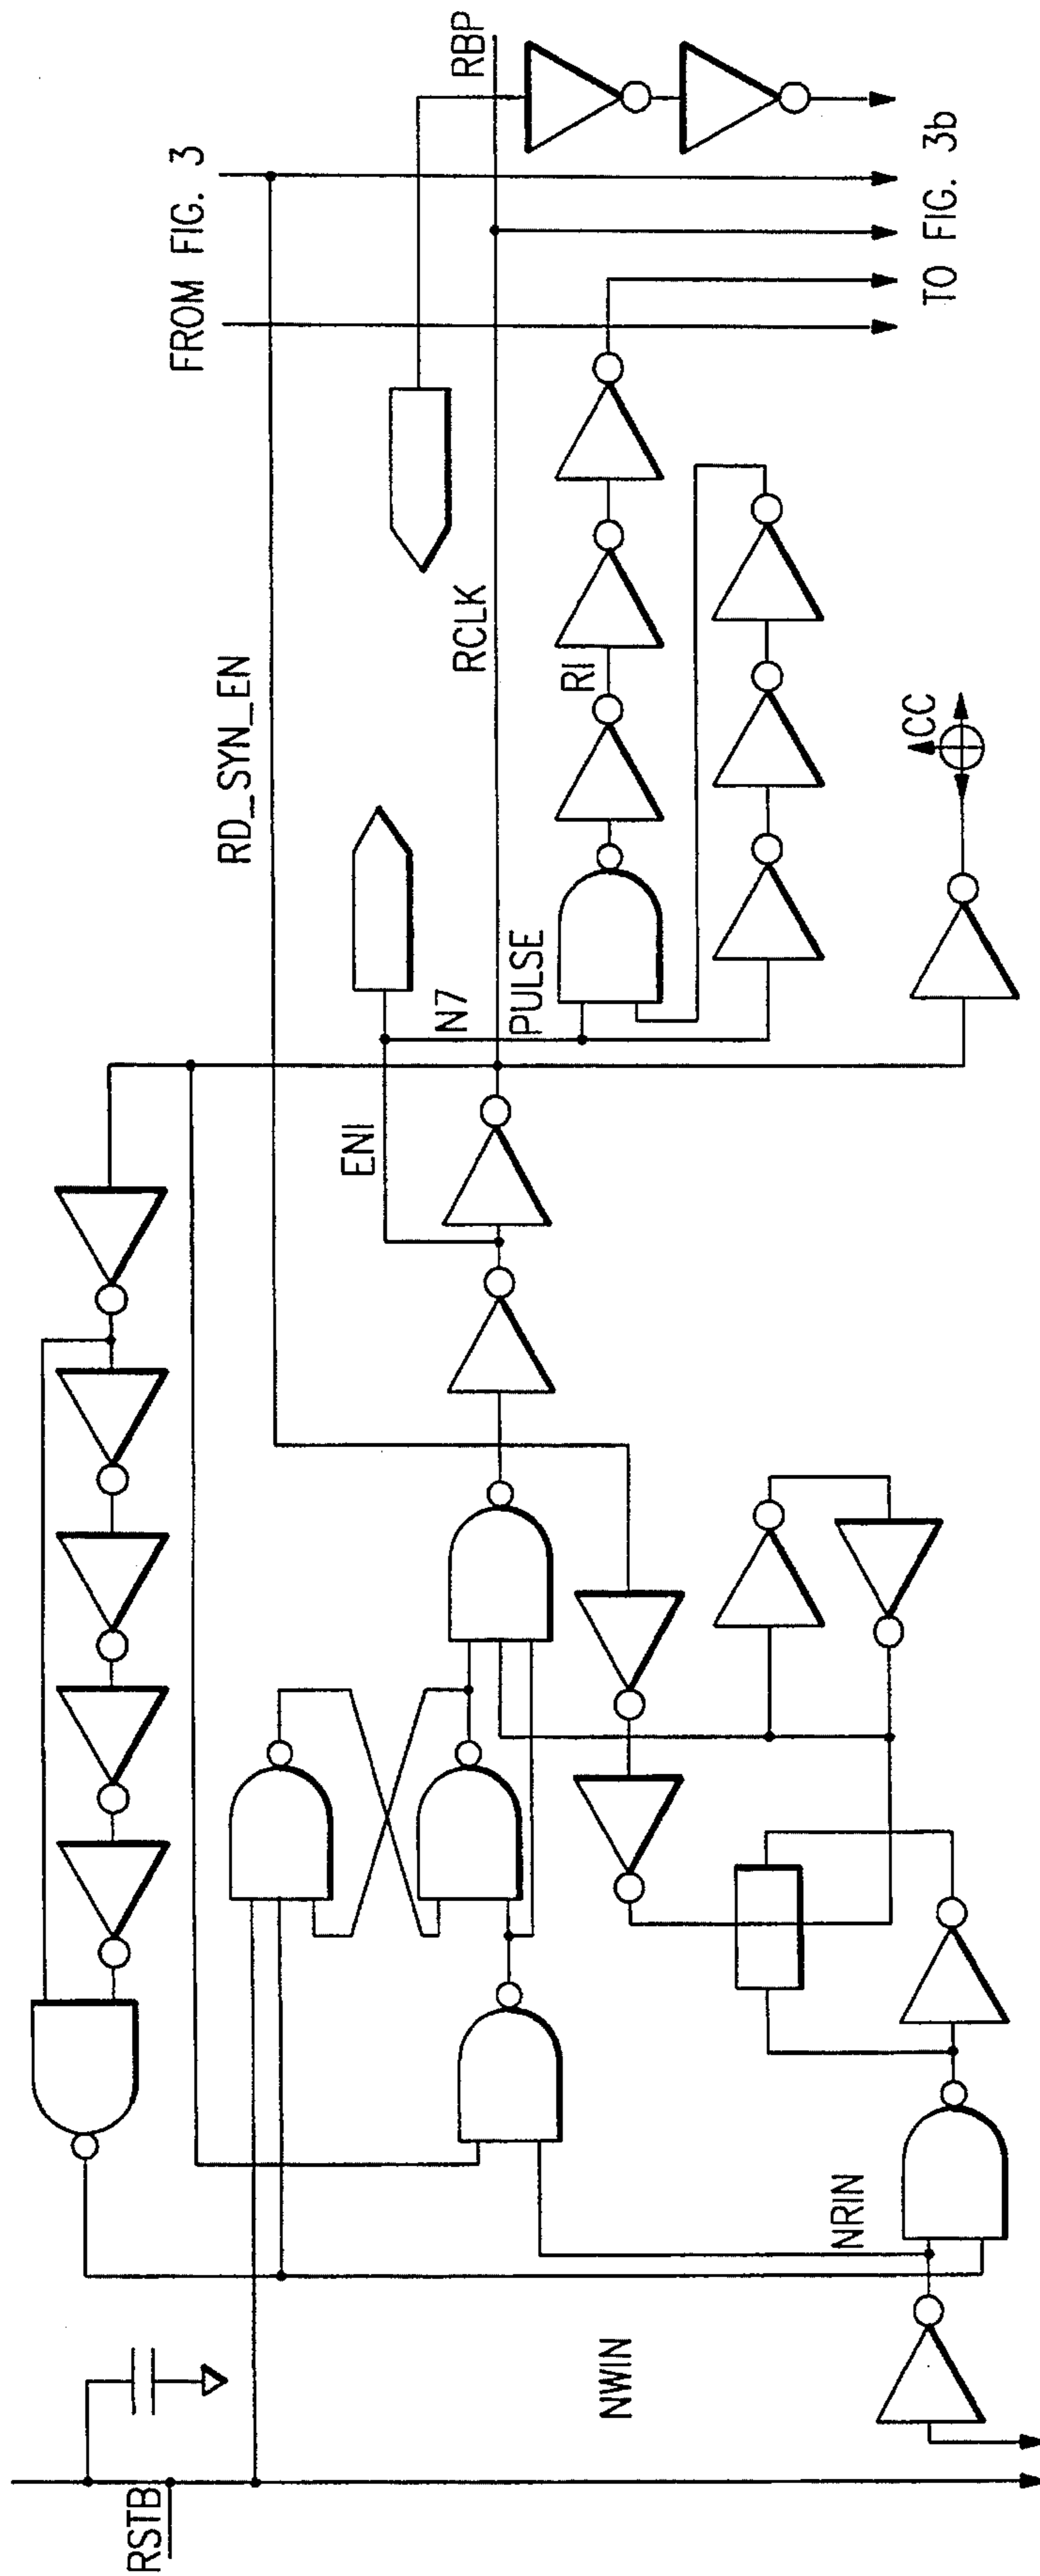 FROM FIG. 3
RBP
RD_SYN_EN
RCLK
TO FIG. 3b
ENI
N7
PULSE
RI
CC
RSTB
NWIN
NRIN